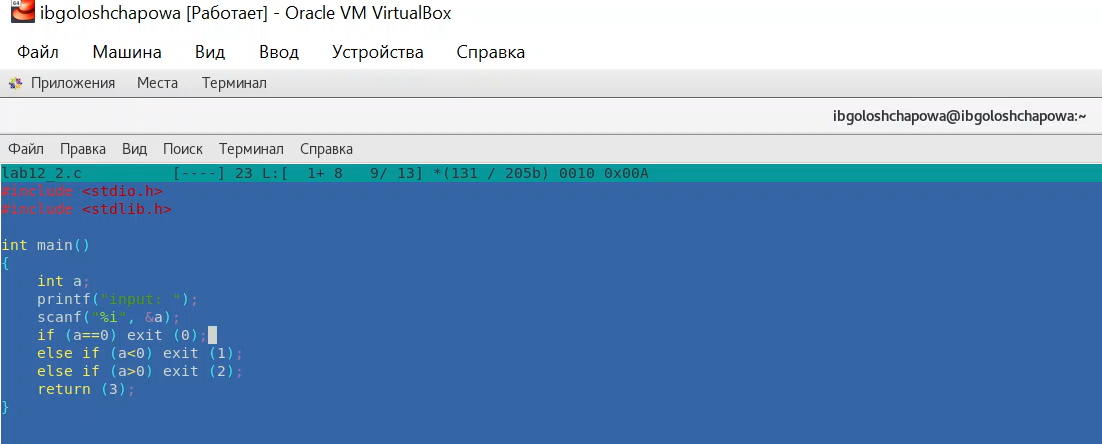 ibgoloshchapowa [Работает] - Oracle VM VirtualBox
Файл Машина Вид Ввод Устройства Справка
Приложения Места Терминал
ibgoloshchapowa@ibgoloshchapowa:~
Файл Правка Вид Поиск Терминал Справка
lab12_2.c [----] 23 L:[ 1+ 8 9/ 13] *(131 / 205b) 0010 0x00A
#include <stdio.h>
#include <stdlib.h>
int main()
{
int a;
printf("input: ");
scanf("%i", &a);
if (a==0) exit (0);
else if (a<0) exit (1);
else if (a>0) exit (2);
return (3);
}